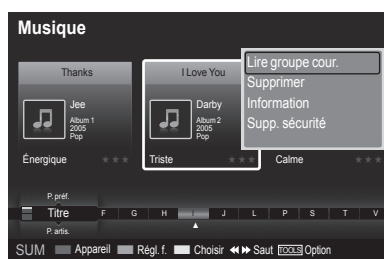 Musique
Thanks
Jee
Album 1
2005
Pop
Énergique
I Love You
Darby
Album 2
2005
Pop
Triste
Calme
Lire groupe cour.
Supprimer
Information
Supp. sécurité
P.préf.
Titre F G H I J L P S T V
P. artis.
SUM Appareil Régl. f. Choisir Saut TOOLS Option